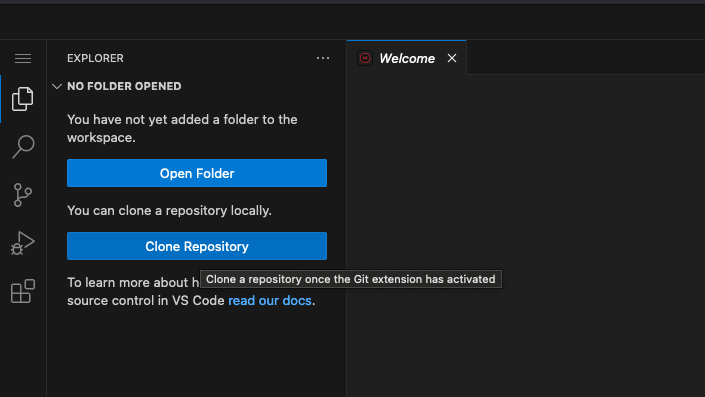 EXPLORER
Welcome
NO FOLDER OPENED
You have not yet added a folder to the
workspace.
Open Folder
You can clone a repository locally.
Clone Repository
To learn more about h
Clone a repository once the Git extension has activated
source control in VS Code read our docs.